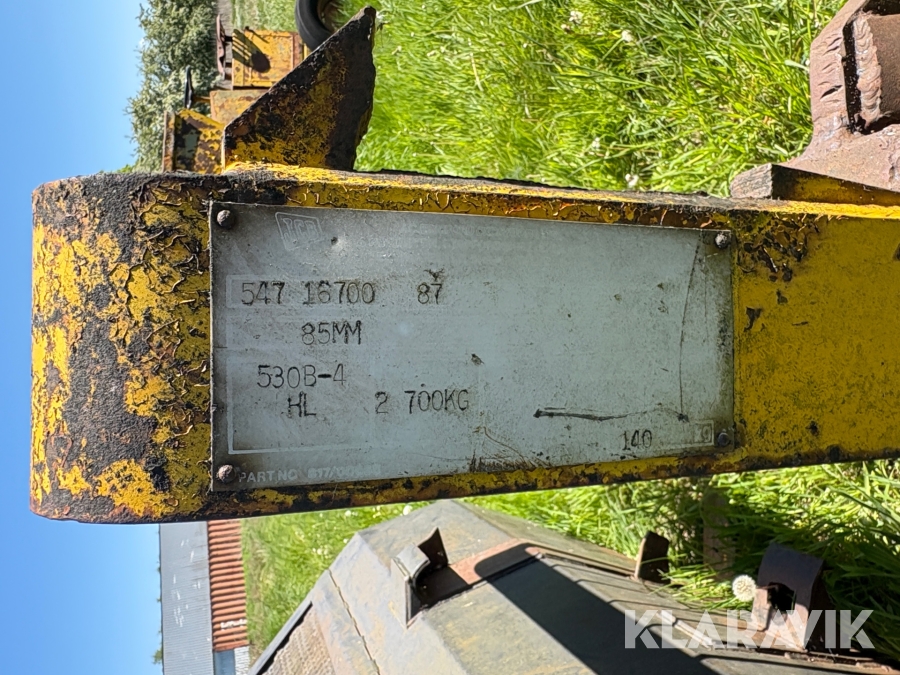 JCB
547 16700 87
85MM
530B-4
HL 2 700KG
140
PART NO.
KLARAVIK